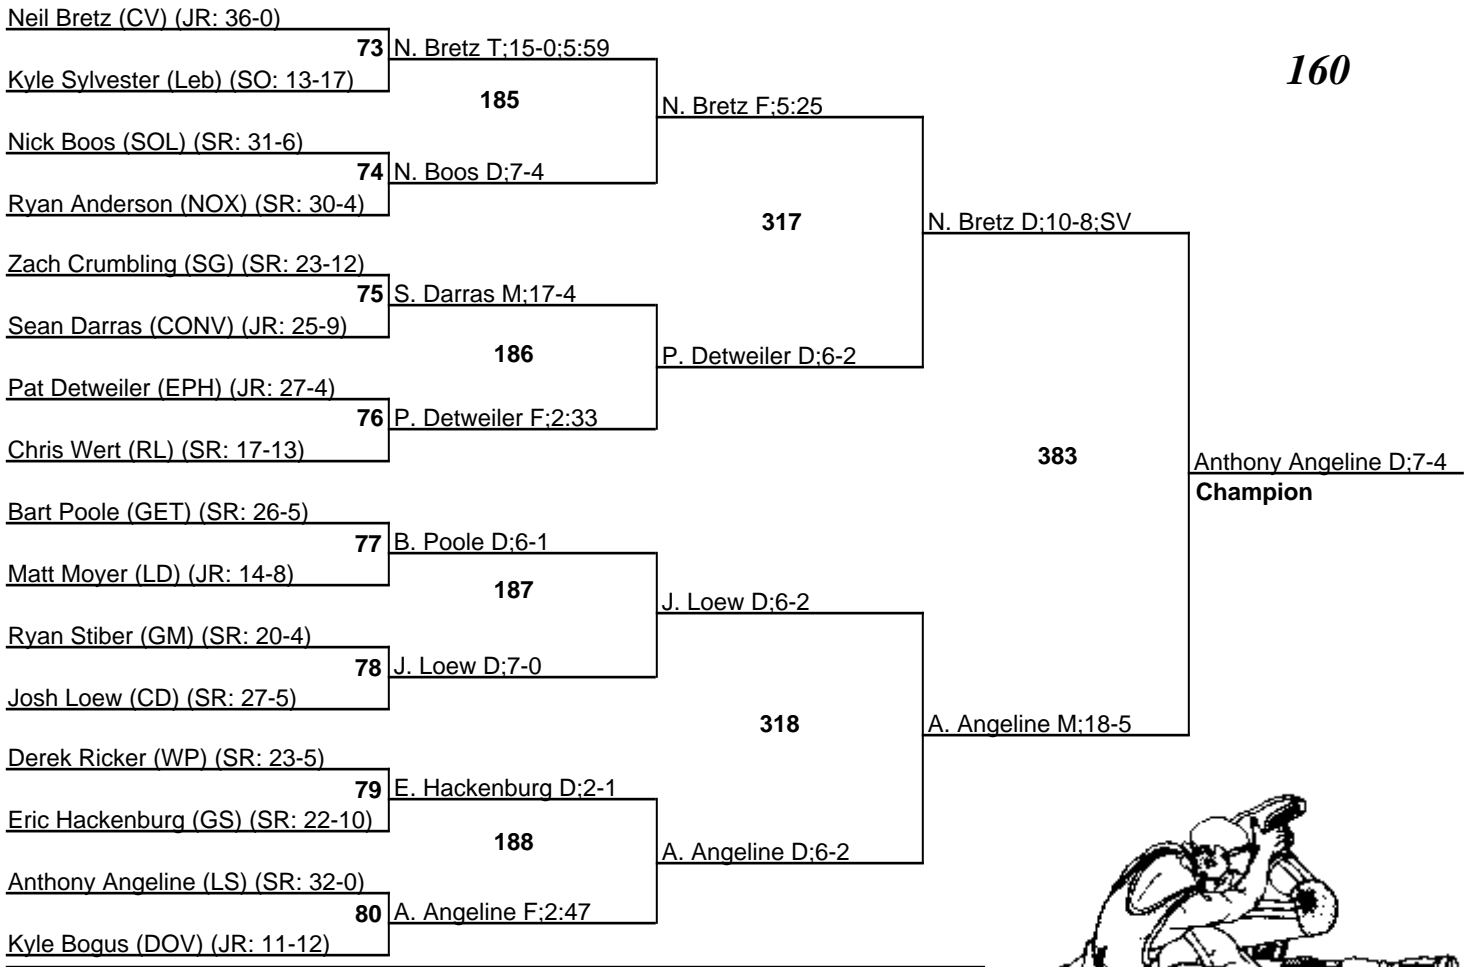 Neil Bretz (CV) (JR: 36-0)
73 N. Bretz T;15-0;5:59
160
Kyle Sylvester (Leb) (SO: 13-17)
185
N. Bretz F;5:25
Nick Boos (SOL) (SR: 31-6)
74 N. Boos D;7-4
Ryan Anderson (NOX) (SR: 30-4)
317
N. Bretz D;10-8;SV
Zach Crumbling (SG) (SR: 23-12)
75 S. Darras M;17-4
Sean Darras (CONV) (JR: 25-9)
186
P. Detweiler D;6-2
Pat Detweiler (EPH) (JR: 27-4)
76 P. Detweiler F;2:33
Chris Wert (RL) (SR: 17-13)
383
Anthony Angeline D;7-4
Champion
Bart Poole (GET) (SR: 26-5)
77 B. Poole D;6-1
Matt Moyer (LD) (JR: 14-8)
187
J. Loew D;6-2
Ryan Stiber (GM) (SR: 20-4)
78 J. Loew D;7-0
Josh Loew (CD) (SR: 27-5)
318
A. Angeline M;18-5
Derek Ricker (WP) (SR: 23-5)
79 E. Hackenburg D;2-1
Eric Hackenburg (GS) (SR: 22-10)
188
A. Angeline D;6-2
Anthony Angeline (LS) (SR: 32-0)
80 A. Angeline F;2:47
Kyle Bogus (DOV) (JR: 11-12)